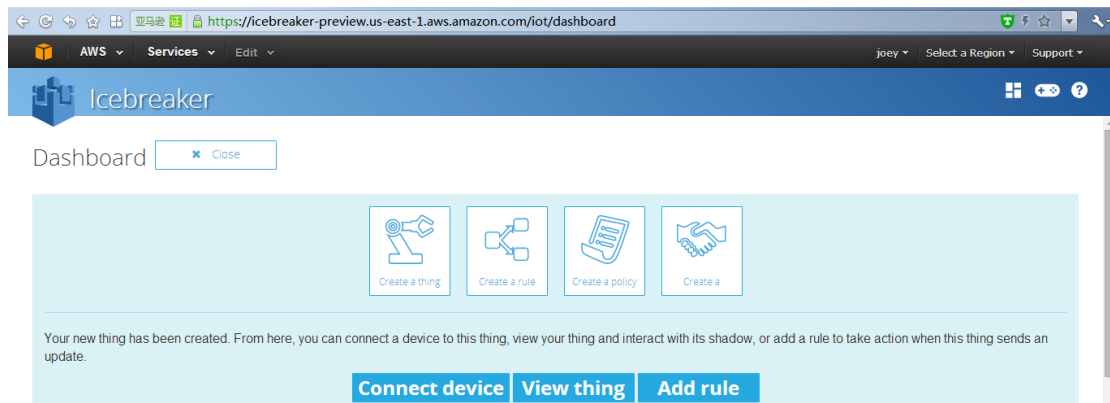 亚马逊 证 https://icebreaker-preview.us-east-1.aws.amazon.com/iot/dashboard
AWS Services Edit joey Select a Region Support
Icebreaker
Dashboard Close
Create a thing Create a rule Create a policy Create a
Your new thing has been created. From here, you can connect a device to this thing, view your thing and interact with its shadow, or add a rule to take action when this thing sends an
update.
Connect device View thing Add rule